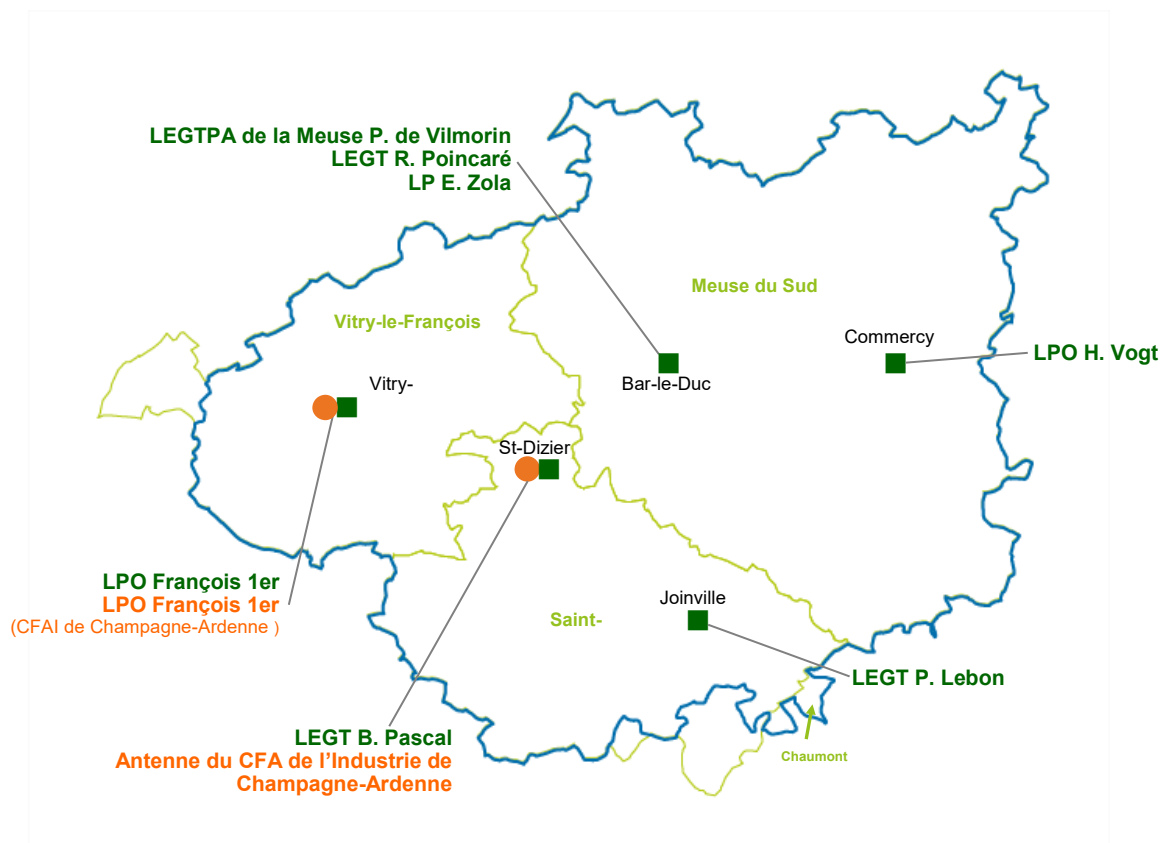 LEGTPA de la Meuse P. de Vilmorin
LEGT R. Poincaré
LP E. Zola
Meuse du Sud
Vitry-le-François
Commercy
LPO H. Vogt
Bar-le-Duc
Vitry-
St-Dizier
LPO François 1er
LPO François 1er
(CFAI de Champagne-Ardenne )
Joinville
Saint-
LEGT P. Lebon
LEGT B. Pascal
Antenne du CFA de l’Industrie de
Champagne-Ardenne
Chaumont